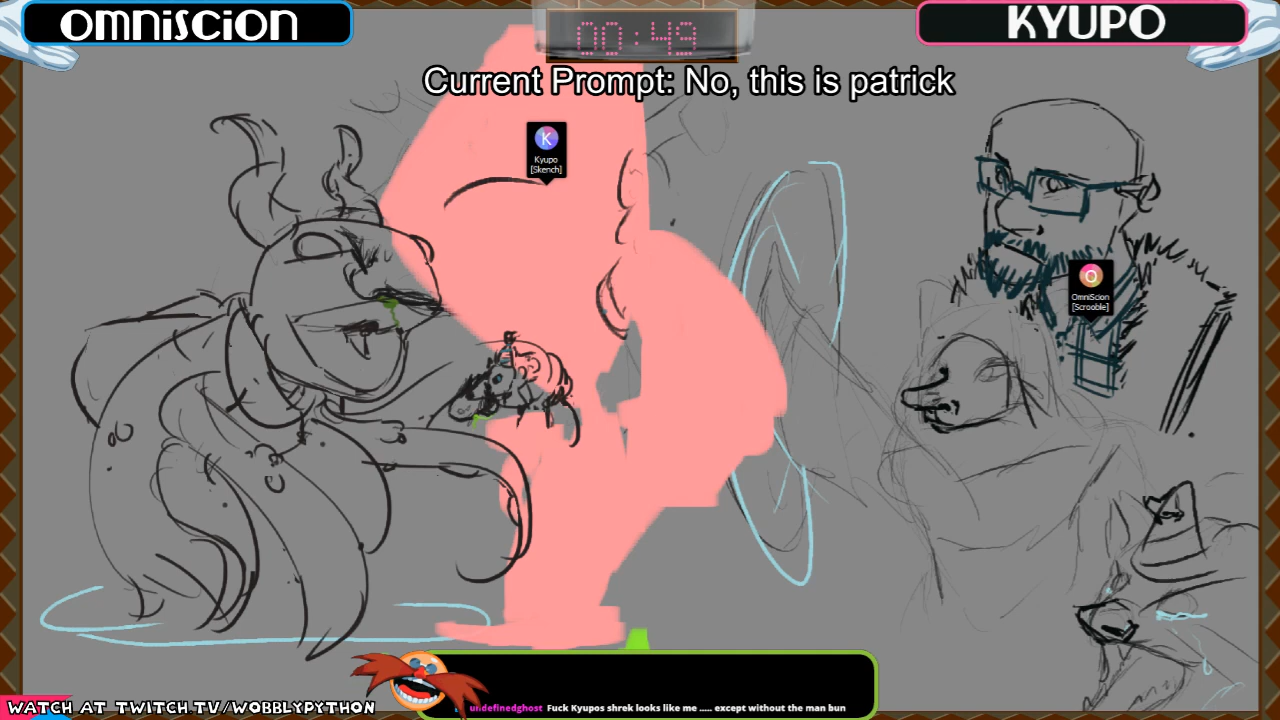 OMNISCION
KYUPO
00:49
Current Prompt: No, this is patrick
K
Kyupo
[Skench]
O
OmniScion
[Scrooble]
undefinedghost Fuck Kyupos shrek looks like me ..... except without the man bun
WATCH AT TWITCH.TV/WOBBLYPYTHON